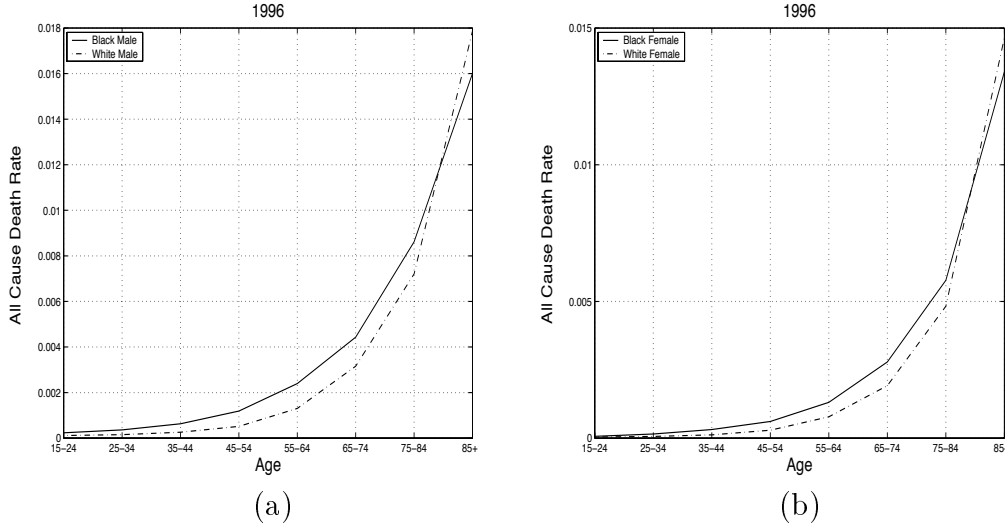 1996
Black Male
White Male
0.018
0.016
0.014
0.012
0.01
0.008
0.006
0.004
0.002
0
All Cause Death Rate
15–24 25–34 35–44 45–54 55–64 65–74 75–84 85+
Age
(a)
1996
Black Female
White Female
0.015
0.01
0.005
0
All Cause Death Rate
15–24 25–34 35–44 45–54 55–64 65–74 75–84 85
Age
(b)